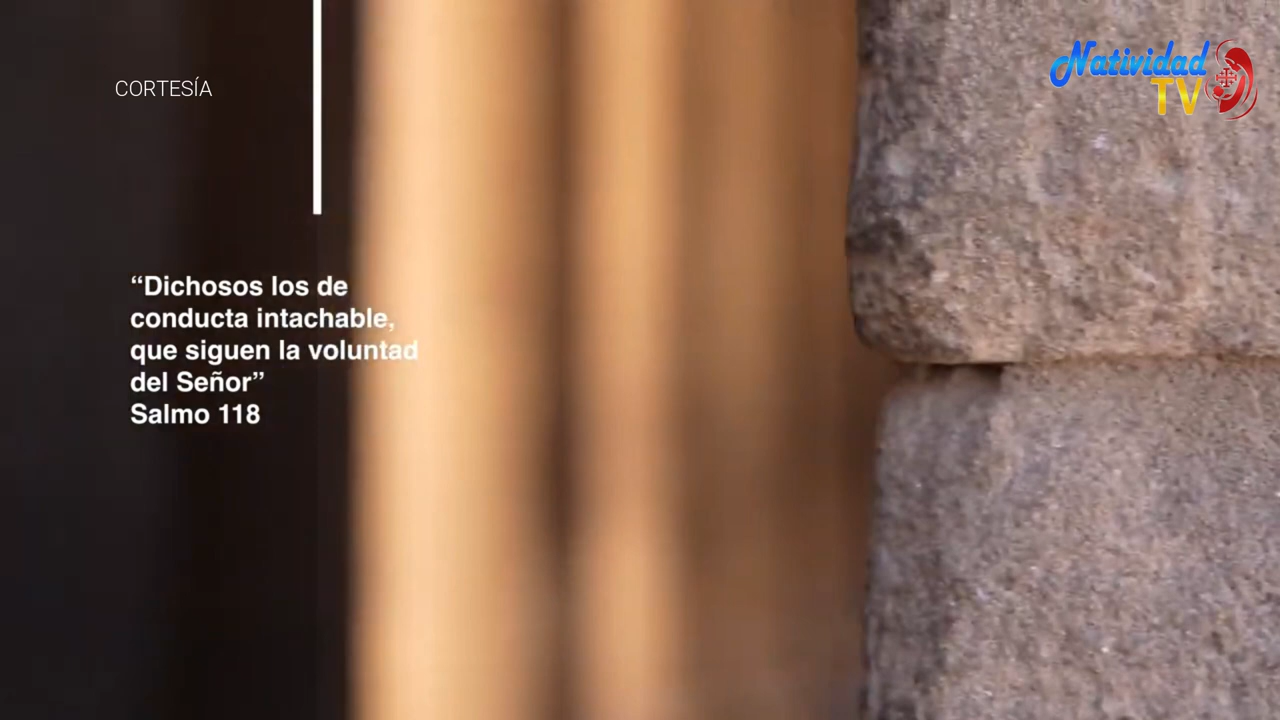 CORTESÍA
Natividad
TV
“Dichosos los de
conducta intachable,
que siguen la voluntad
del Señor”
Salmo 118